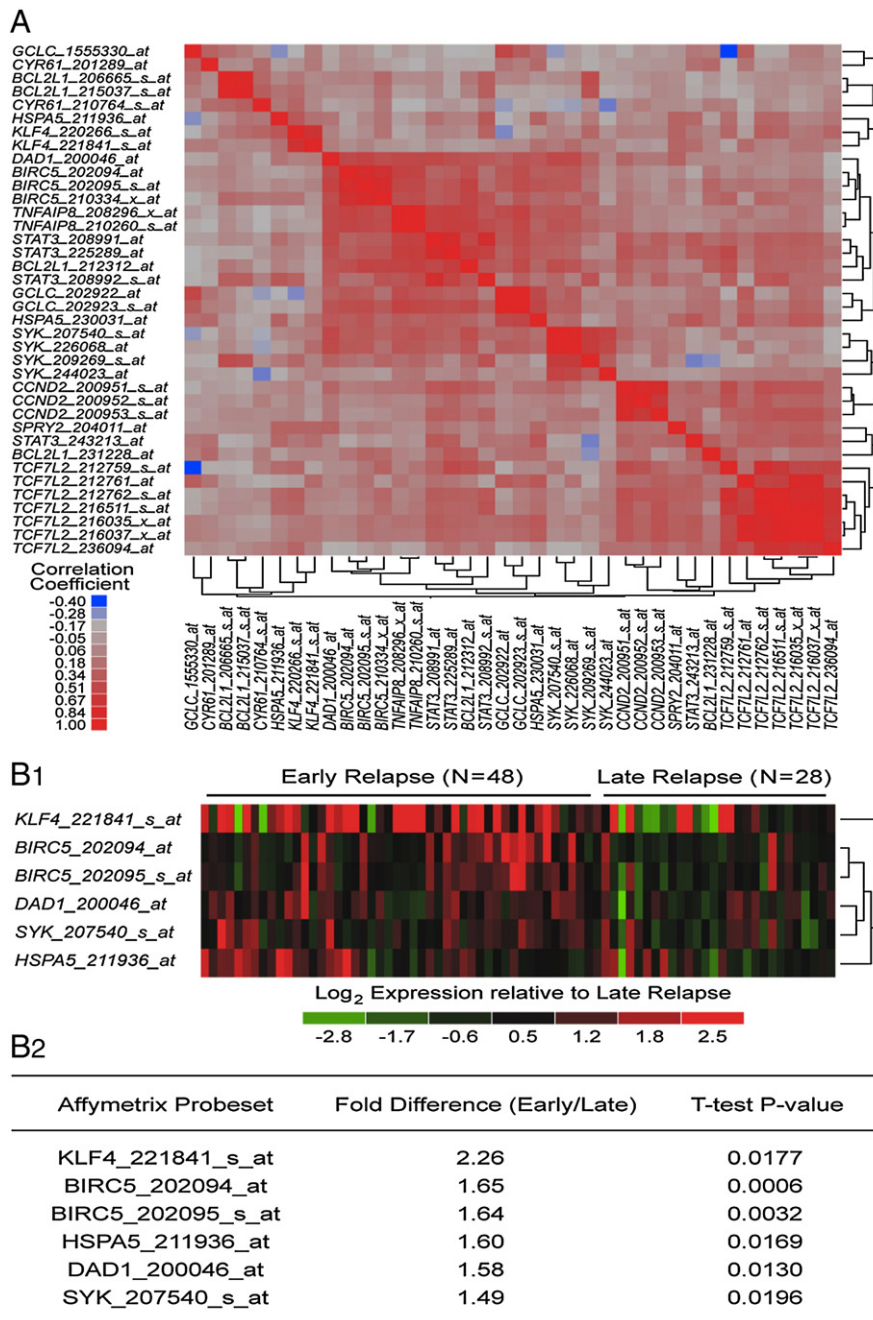 A
GCLC_1555330_at
CYR61_201289_at
BCL2L1_206665_s_at
BCL2L1_215037_s_at
CYR61_210764_s_at
HSPA5_211936_at
KLF4_220266_s_at
KLF4_221841_s_at
DAD1_200046_at
BIRC5_202094_at
BIRC5_202095_s_at
BIRC5_210334_x_at
TNFAIP8_208296_x_at
TNFAIP8_210260_s_at
STAT3_208991_at
STAT3_225289_at
BCL2L1_212312_at
STAT3_208992_s_at
GCLC_202922_at
GCLC_202923_s_at
HSPA5_230031_at
SYK_207540_s_at
SYK_226068_at
SYK_209269_s_at
SYK_244023_at
CCND2_200951_s_at
CCND2_200952_s_at
CCND2_200953_s_at
SPRY2_204011_at
STAT3_243213_at
BCL2L1_231228_at
TCF7L2_212759_s_at
TCF7L2_212761_at
TCF7L2_212762_s_at
TCF7L2_216511_s_at
TCF7L2_216035_x_at
TCF7L2_216037_x_at
TCF7L2_236094_at
Correlation
Coefficient
-0.40
-0.28
-0.17
-0.05
0.06
0.18
0.34
0.51
0.67
0.84
1.00
GCLC_1555330_at
CYR61_201289_at
BCL2L1_206665_s_at
BCL2L1_215037_s_at
CYR61_210764_s_at
HSPA5_211936_at
KLF4_220266_s_at
KLF4_221841_s_at
DAD1_200046_at
BIRC5_202094_at
BIRC5_202095_s_at
BIRC5_210334_x_at
TNFAIP8_208296_x_at
TNFAIP8_210260_s_at
STAT3_208991_at
STAT3_225289_at
BCL2L1_212312_at
STAT3_208992_s_at
GCLC_202922_at
GCLC_202923_s_at
HSPA5_230031_at
SYK_207540_s_at
SYK_226068_at
SYK_209269_s_at
SYK_244023_at
CCND2_200951_s_at
CCND2_200952_s_at
CCND2_200953_s_at
SPRY2_204011_at
STAT3_243213_at
BCL2L1_231228_at
TCF7L2_212759_s_at
TCF7L2_212761_at
TCF7L2_212762_s_at
TCF7L2_216511_s_at
TCF7L2_216035_x_at
TCF7L2_216037_x_at
TCF7L2_236094_at
B1
Early Relapse (N=48) Late Relapse (N=28)
KLF4_221841_s_at
BIRC5_202094_at
BIRC5_202095_s_at
DAD1_200046_at
SYK_207540_s_at
HSPA5_211936_at
Log2 Expression relative to Late Relapse
-2.8 -1.7 -0.6 0.5 1.2 1.8 2.5
B2
Affymetrix Probeset Fold Difference (Early/Late) T-test P-value
KLF4_221841_s_at 2.26 0.0177
BIRC5_202094_at 1.65 0.0006
BIRC5_202095_s_at 1.64 0.0032
HSPA5_211936_at 1.60 0.0169
DAD1_200046_at 1.58 0.0130
SYK_207540_s_at 1.49 0.0196